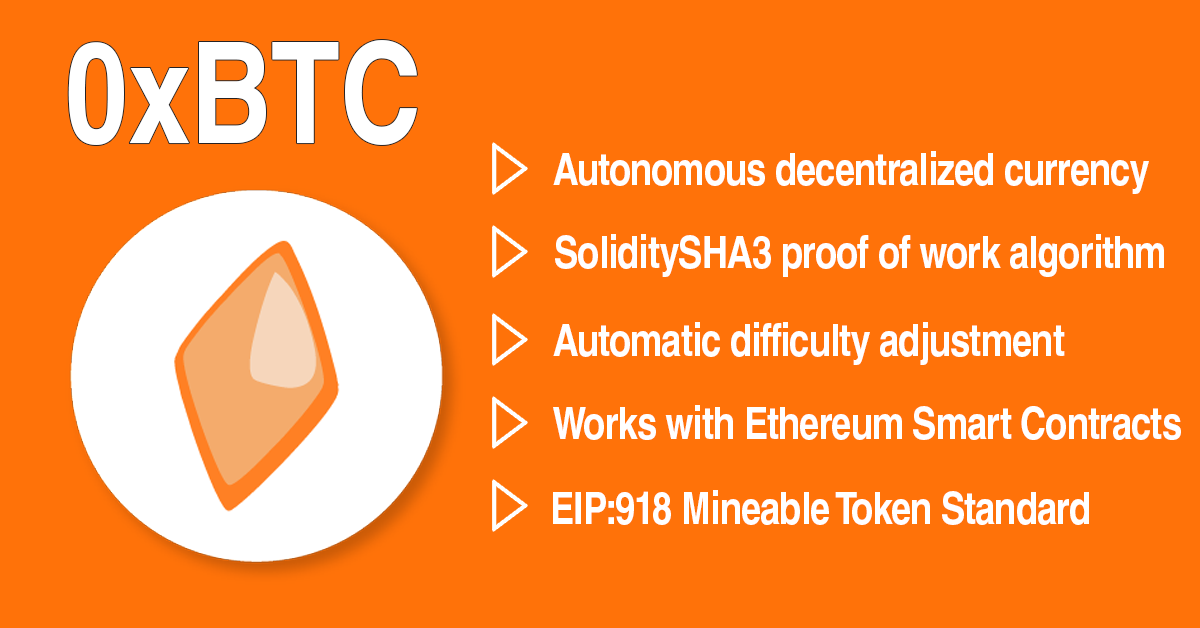 0xBTC
Autonomous decentralized currency
SoliditySHA3 proof of work algorithm
Automatic difficulty adjustment
Works with Ethereum Smart Contracts
EIP:918 Mineable Token Standard